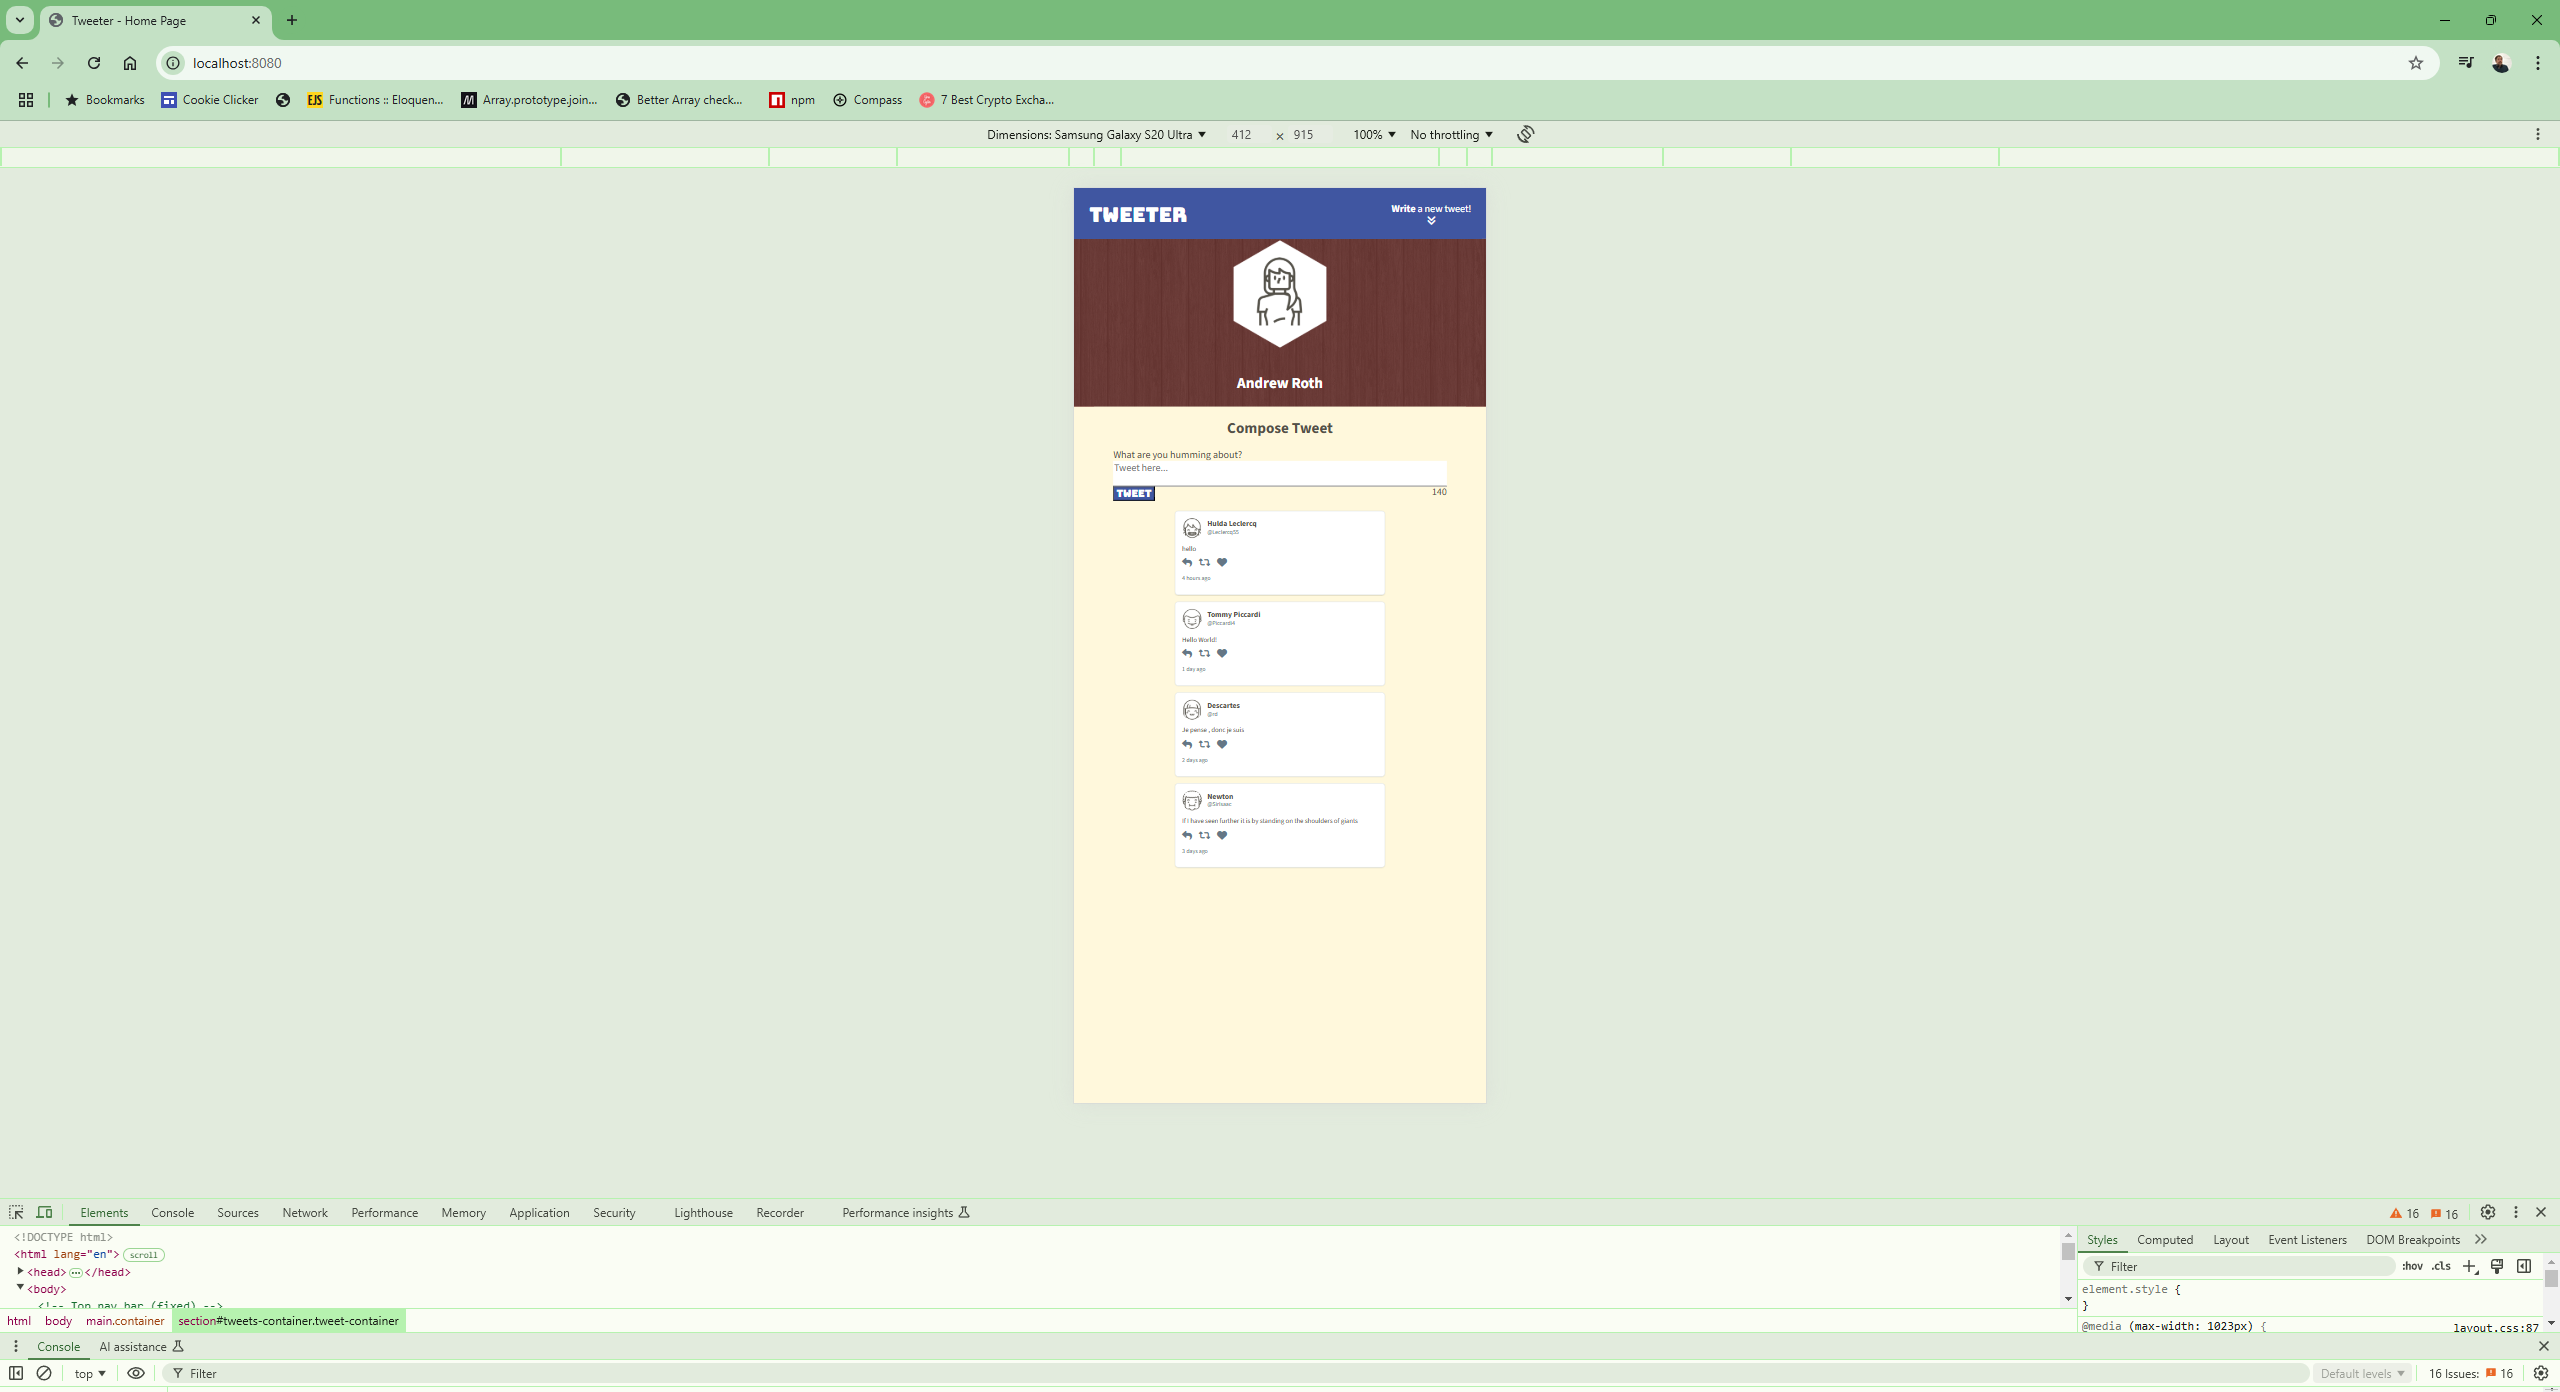 Tweeter - Home Page
localhost:8080
Bookmarks Cookie Clicker EJS Functions :: Eloquen... M Array.prototype.join... Better Array check... npm Compass 7 Best Crypto Excha...
Dimensions: Samsung Galaxy S20 Ultra 412 × 915 100% No throttling
TWEETER
Write a new tweet!
Andrew Roth
Compose Tweet
What are you humming about?
Tweet here...
TWEET 140
Hulda Leclercq
@Leclercq55
hello
4 hours ago
Tommy Piccardi
@Piccardi4
Hello World!
1 day ago
Descartes
@rd
Je pense , donc je suis
2 days ago
Newton
@SirIsaac
If I have seen further it is by standing on the shoulders of giants
3 days ago
Elements Console Sources Network Performance Memory Application Security Lighthouse Recorder Performance insights 16 16
<!DOCTYPE html>
<html lang="en"> scroll
<head> ... </head>
<body>
<!-- Top nav bar (fixed) -->
html body main.container section#tweets-container.tweet-container
Styles Computed Layout Event Listeners DOM Breakpoints
Filter :hov .cls
element.style {
}
@media (max-width: 1023px) { layout.css:87
Console AI assistance
top Filter Default levels 16 Issues: 16